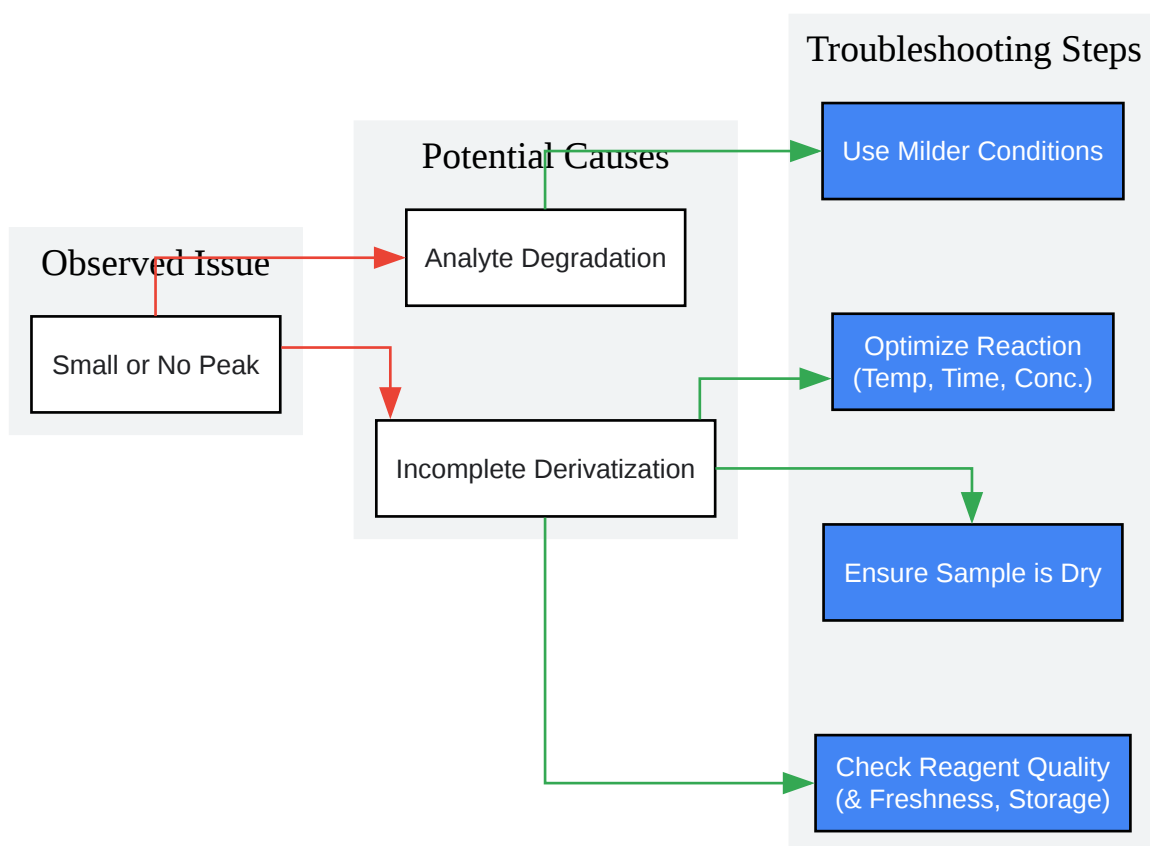 Observed Issue
Small or No Peak
Potential Causes
Analyte Degradation
Incomplete Derivatization
Troubleshooting Steps
Use Milder Conditions
Optimize Reaction
(Temp, Time, Conc.)
Ensure Sample is Dry
Check Reagent Quality
(& Freshness, Storage)